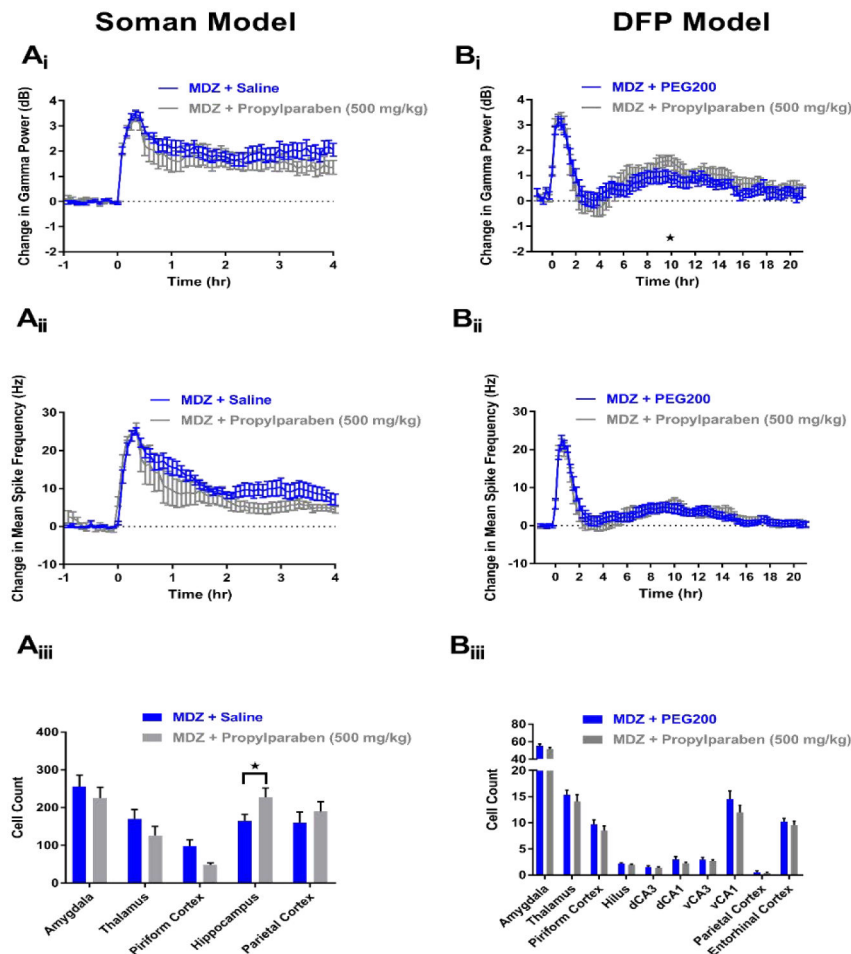 Soman Model
DFP Model
Ai
MDZ + Saline
MDZ + Propylparaben (500 mg/kg)
Change in Gamma Power (dB)
4
3
2
1
0
-1
-2
-1 0 1 2 3 4
Time (hr)
Bi
MDZ + PEG200
MDZ + Propylparaben (500 mg/kg)
Change in Gamma Power (dB)
4
3
2
1
0
-1
-2
★
0 2 4 6 8 10 12 14 16 18 20
Time (hr)
Aii
MDZ + Saline
MDZ + Propylparaben (500 mg/kg)
Change in Mean Spike Frequency (Hz)
30
20
10
0
-10
-1 0 1 2 3 4
Time (hr)
Bii
MDZ + PEG200
MDZ + Propylparaben (500 mg/kg)
Change in Mean Spike Frequency (Hz)
30
20
10
0
-10
0 2 4 6 8 10 12 14 16 18 20
Time (hr)
Aiii
MDZ + Saline
MDZ + Propylparaben (500 mg/kg)
Cell Count
400
300
200
100
0
★
Amygdala
Thalamus
Piriform Cortex
Hippocampus
Parietal Cortex
Biii
MDZ + PEG200
MDZ + Propylparaben (500 mg/kg)
Cell Count
80
60
40
20
15
10
5
0
Amygdala
Thalamus
Piriform Cortex
Hilus
dCA3
dCA1
vCA3
vCA1
Parietal Cortex
Entorhinal Cortex